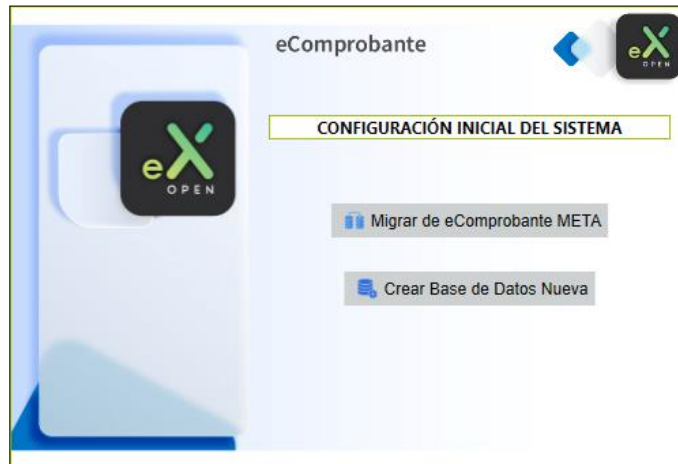 eComprobante
eX
OPEN
CONFIGURACIÓN INICIAL DEL SISTEMA
eX
OPEN
Migrar de eComprobante META
Crear Base de Datos Nueva